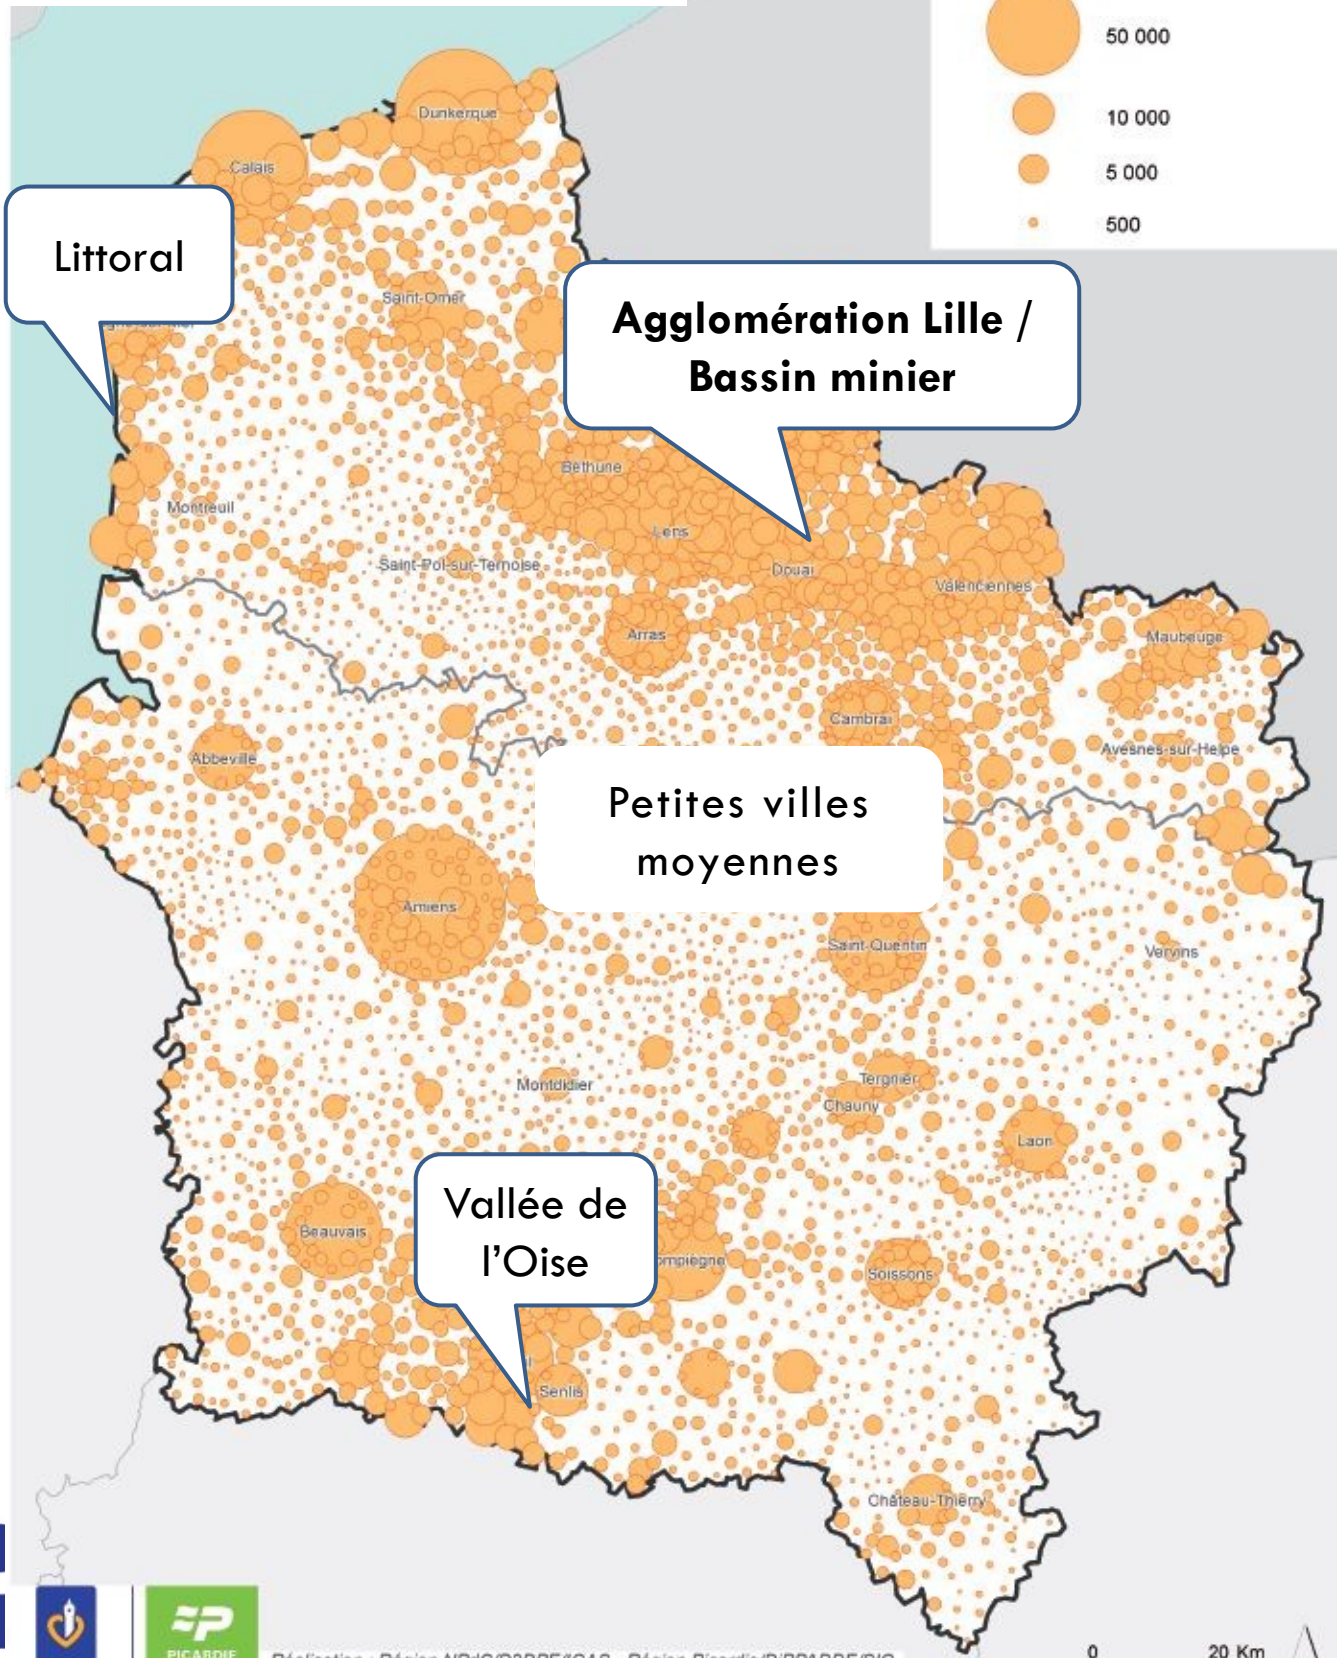 50 000
10 000
5 000
500
Dunkerque
Calais
Littoral
Saint-Omer
Agglomération Lille /
Bassin minier
Béthune
Montreuil
Lens
Saint-Pol-sur-Ternoise
Douai
Valenciennes
Arras
Maubeuge
Cambrai
Avesnes-sur-Helpe
Abbeville
Petites villes
moyennes
Amiens
Saint-Quentin
Vervins
Montdidier
Tergnier
Chauny
Laon
Vallée de
l'Oise
Beauvais
ompiègne
Soissons
Senlis
Château-Thierry
PICARDIE
0 20 Km